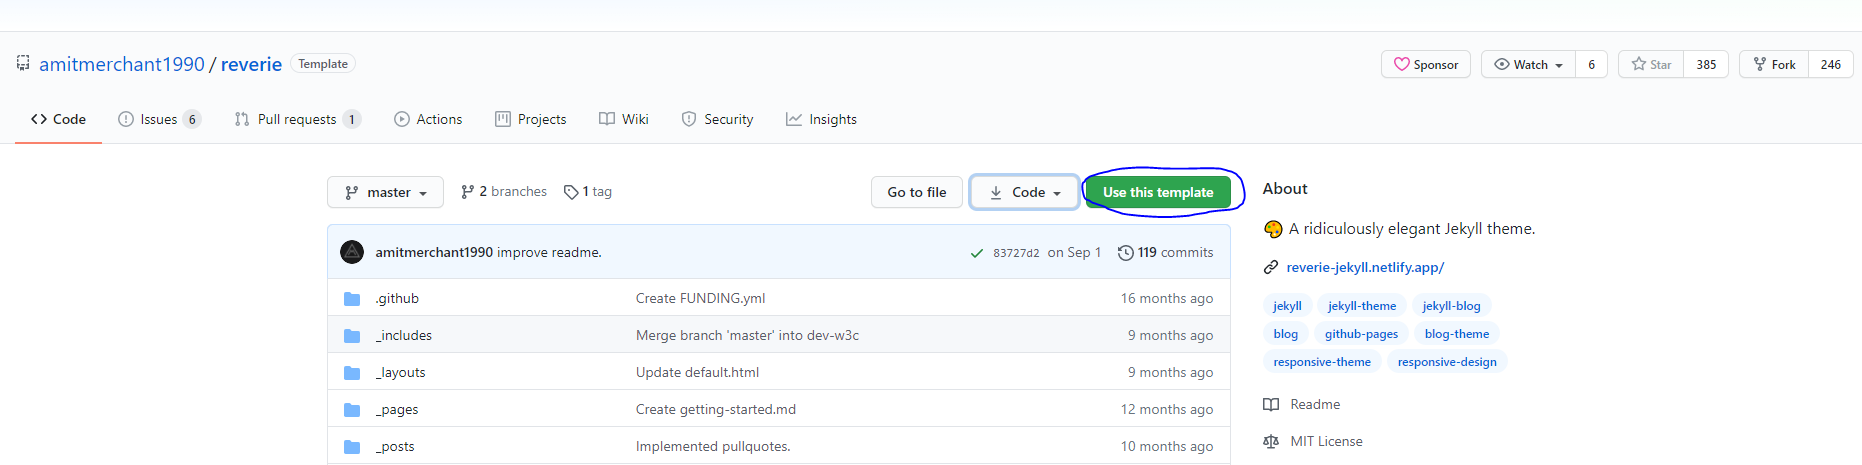 amitmerchant1990 / reverie Template Sponsor Watch 6 Star 385 Fork 246
Code Issues 6 Pull requests 1 Actions Projects Wiki Security Insights
master 2 branches 1 tag Go to file Code Use this template
amitmerchant1990 improve readme. 83727d2 on Sep 1 119 commits
.github Create FUNDING.yml 16 months ago
_includes Merge branch 'master' into dev-w3c 9 months ago
_layouts Update default.html 9 months ago
_pages Create getting-started.md 12 months ago
_posts Implemented pullquotes. 10 months ago
About
A ridiculously elegant Jekyll theme.
reverie-jekyll.netlify.app/
jekyll jekyll-theme jekyll-blog
blog github-pages blog-theme
responsive-theme responsive-design
Readme
MIT License